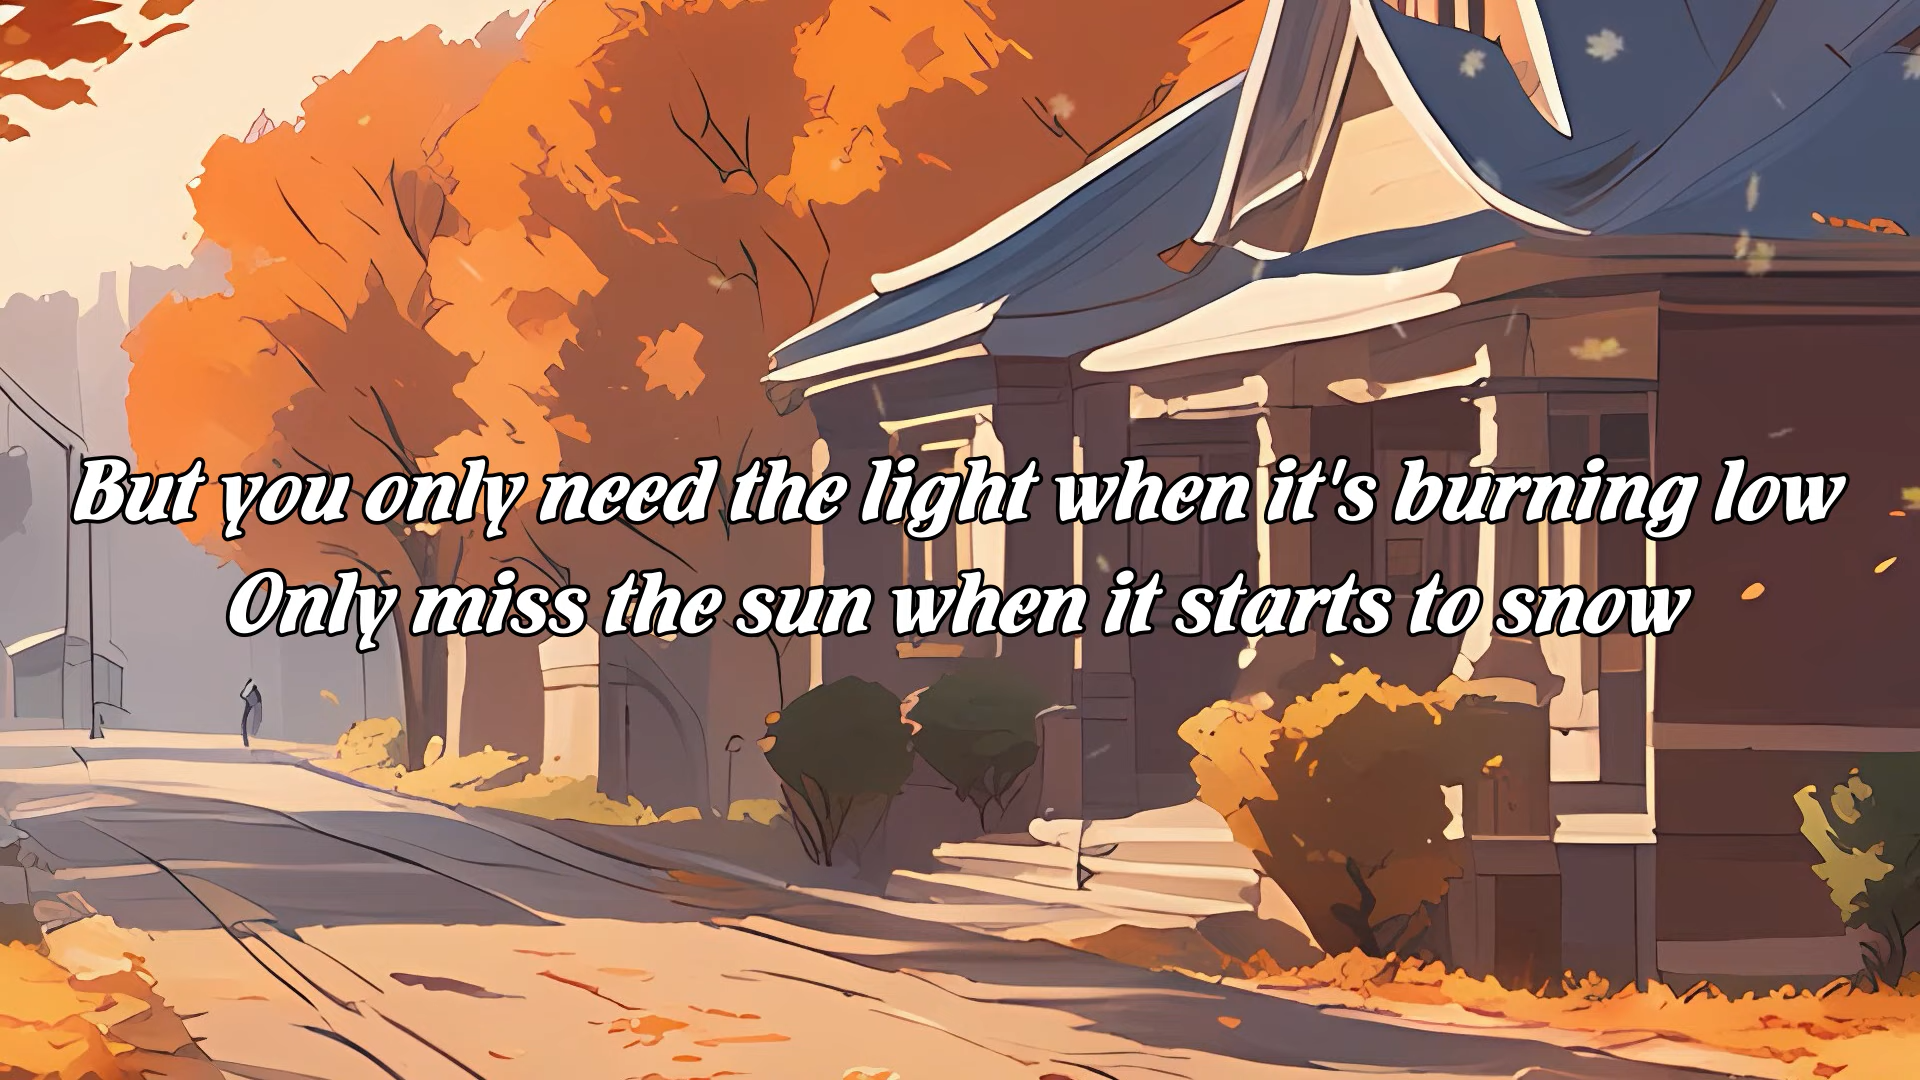 But you only need the light when it's burning low
Only miss the sun when it starts to snow